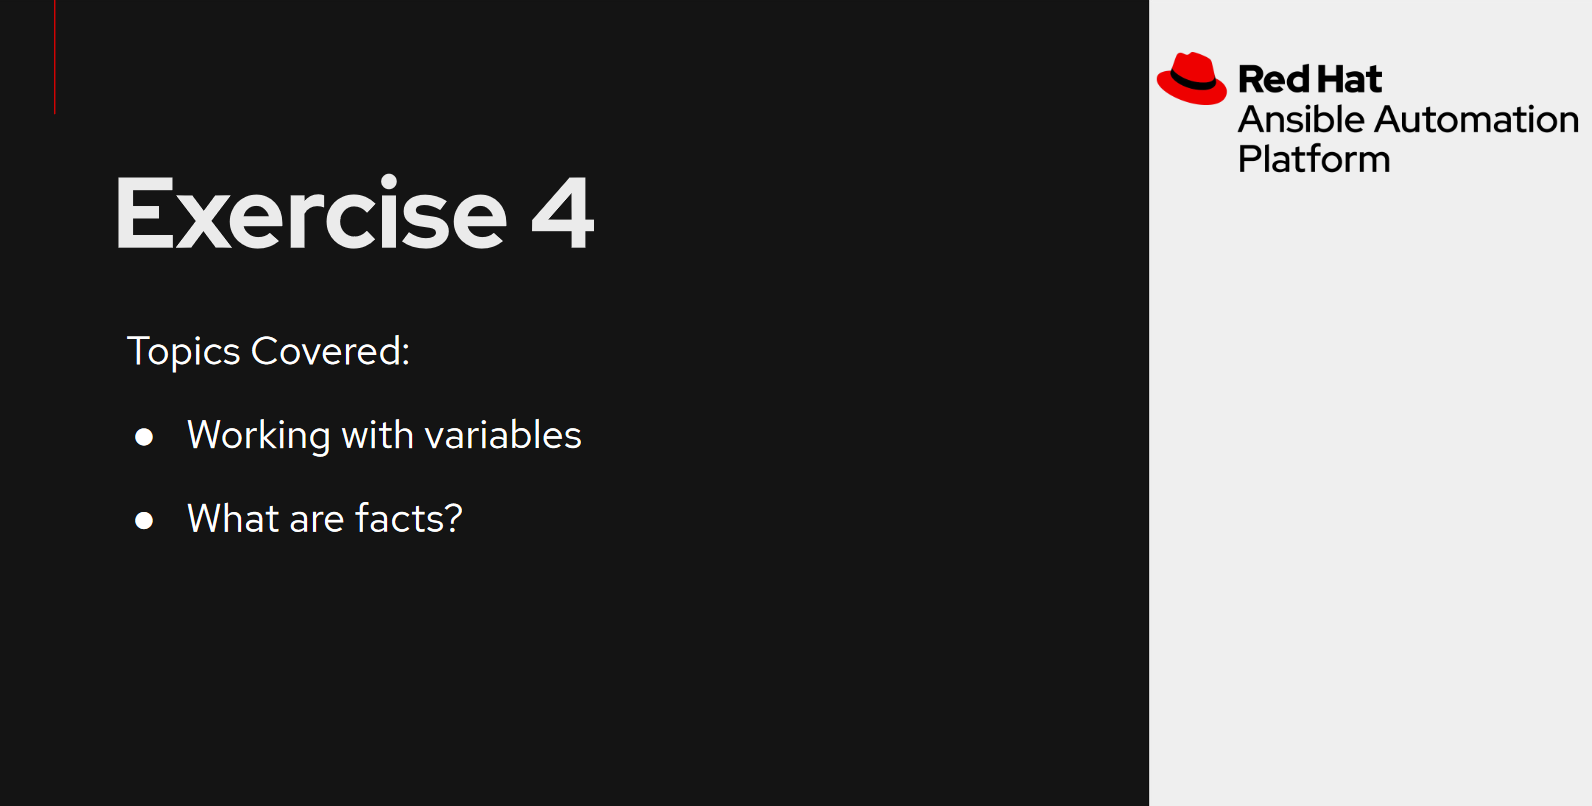 Exercise 4
Topics Covered:
● Working with variables
● What are facts?
Red Hat
Ansible Automation
Platform